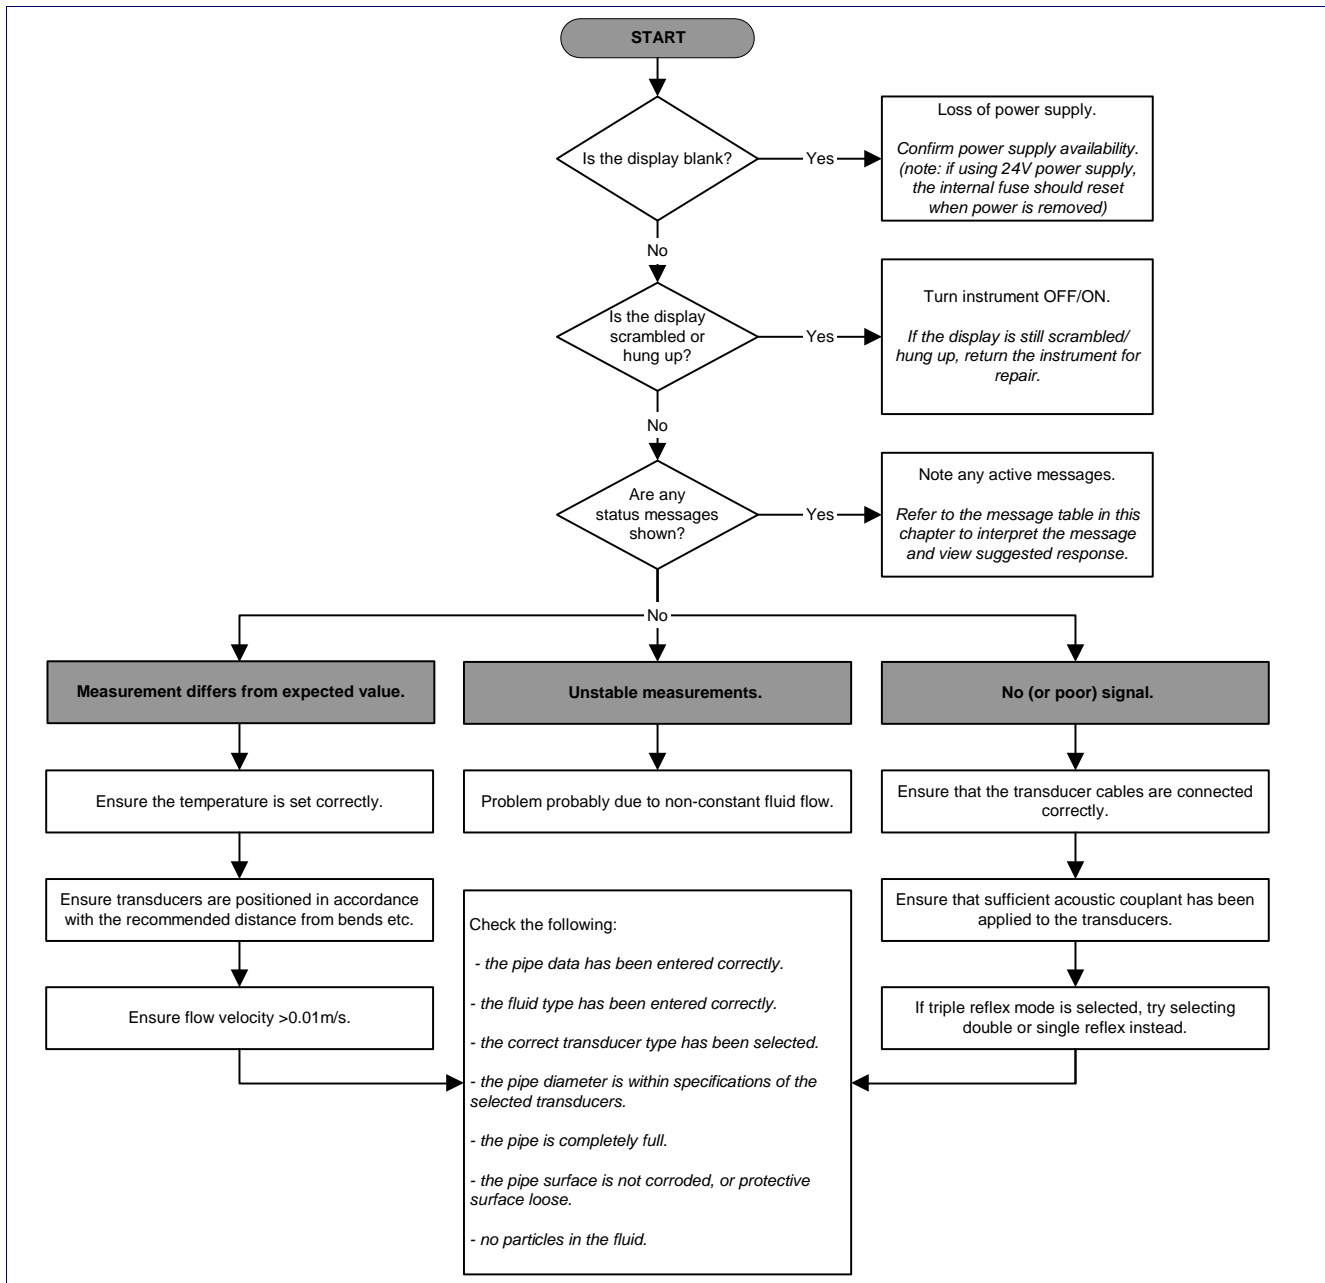 START
Is the display blank?
Yes
Loss of power supply.
Confirm power supply availability.
(note: if using 24V power supply,
the internal fuse should reset
when power is removed)
No
Is the display
scrambled or
hung up?
Yes
Turn instrument OFF/ON.
If the display is still scrambled/
hung up, return the instrument for
repair.
No
Are any
status messages
shown?
Yes
Note any active messages.
Refer to the message table in this
chapter to interpret the message
and view suggested response.
No
Measurement differs from expected value.
Ensure the temperature is set correctly.
Ensure transducers are positioned in accordance
with the recommended distance from bends etc.
Ensure flow velocity >0.01m/s.
Unstable measurements.
Problem probably due to non-constant fluid flow.
No (or poor) signal.
Ensure that the transducer cables are connected
correctly.
Ensure that sufficient acoustic couplant has been
applied to the transducers.
If triple reflex mode is selected, try selecting
double or single reflex instead.
Check the following:
- the pipe data has been entered correctly.
- the fluid type has been entered correctly.
- the correct transducer type has been selected.
- the pipe diameter is within specifications of the
selected transducers.
- the pipe is completely full.
- the pipe surface is not corroded, or protective
surface loose.
- no particles in the fluid.